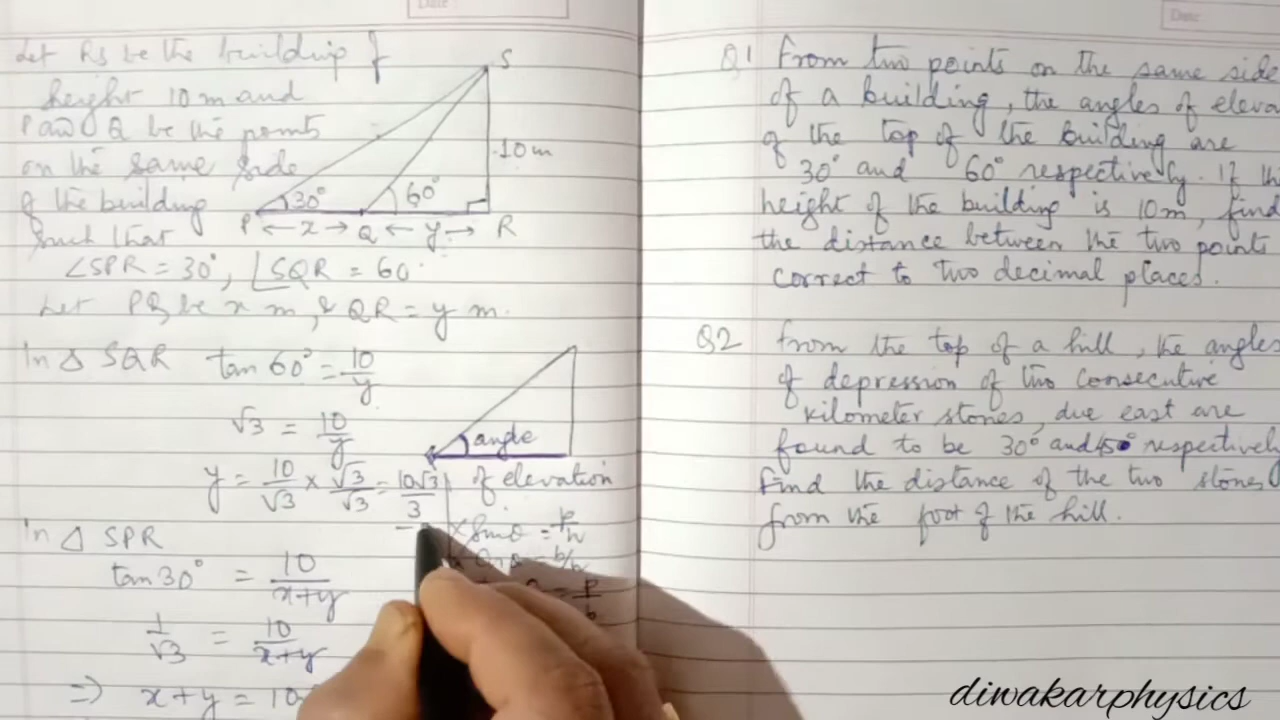 Date :
Let RS be the building of
height 10 m and
P and Q be the points
on the same side
of the building
such that
S
10m
30°
60°
P ← x → Q ← y → R
∠SPR = 30°, ∠SQR = 60°
Let PQ be x m, & QR = y m.
In △ SQR tan 60° = 10/y
√3 = 10/y
y = 10/√3 × √3/√3 = 10√3/3
angle
of elevation
Sinθ = p/h
= b/h
= p/b
In △ SPR
tan 30° = 10/x+y
1/√3 = 10/x+y
⇒ x + y = 10
Date
Q1 From two points on the same side
of a building, the angles of eleva
of the top of the building are
30° and 60° respectively. If th
height of the building is 10m, find
the distance between the two points
correct to two decimal places.
Q2 From the top of a hill, the angles
of depression of two consecutive
kilometer stones, due east are
found to be 30° and 45° respectively
Find the distance of the two stones
from the foot of the hill.
diwakarphysics